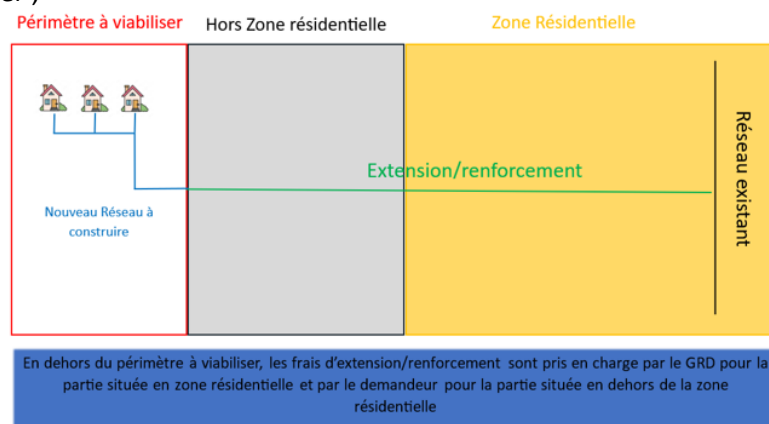 Périmètre à viabiliser
Hors Zone résidentielle
Zone Résidentielle
Extension/renforcement
Réseau existant
Nouveau Réseau à
construire
En dehors du périmètre à viabiliser, les frais d'extension/renforcement sont pris en charge par le GRD pour la
partie située en zone résidentielle et par le demandeur pour la partie située en dehors de la zone
résidentielle